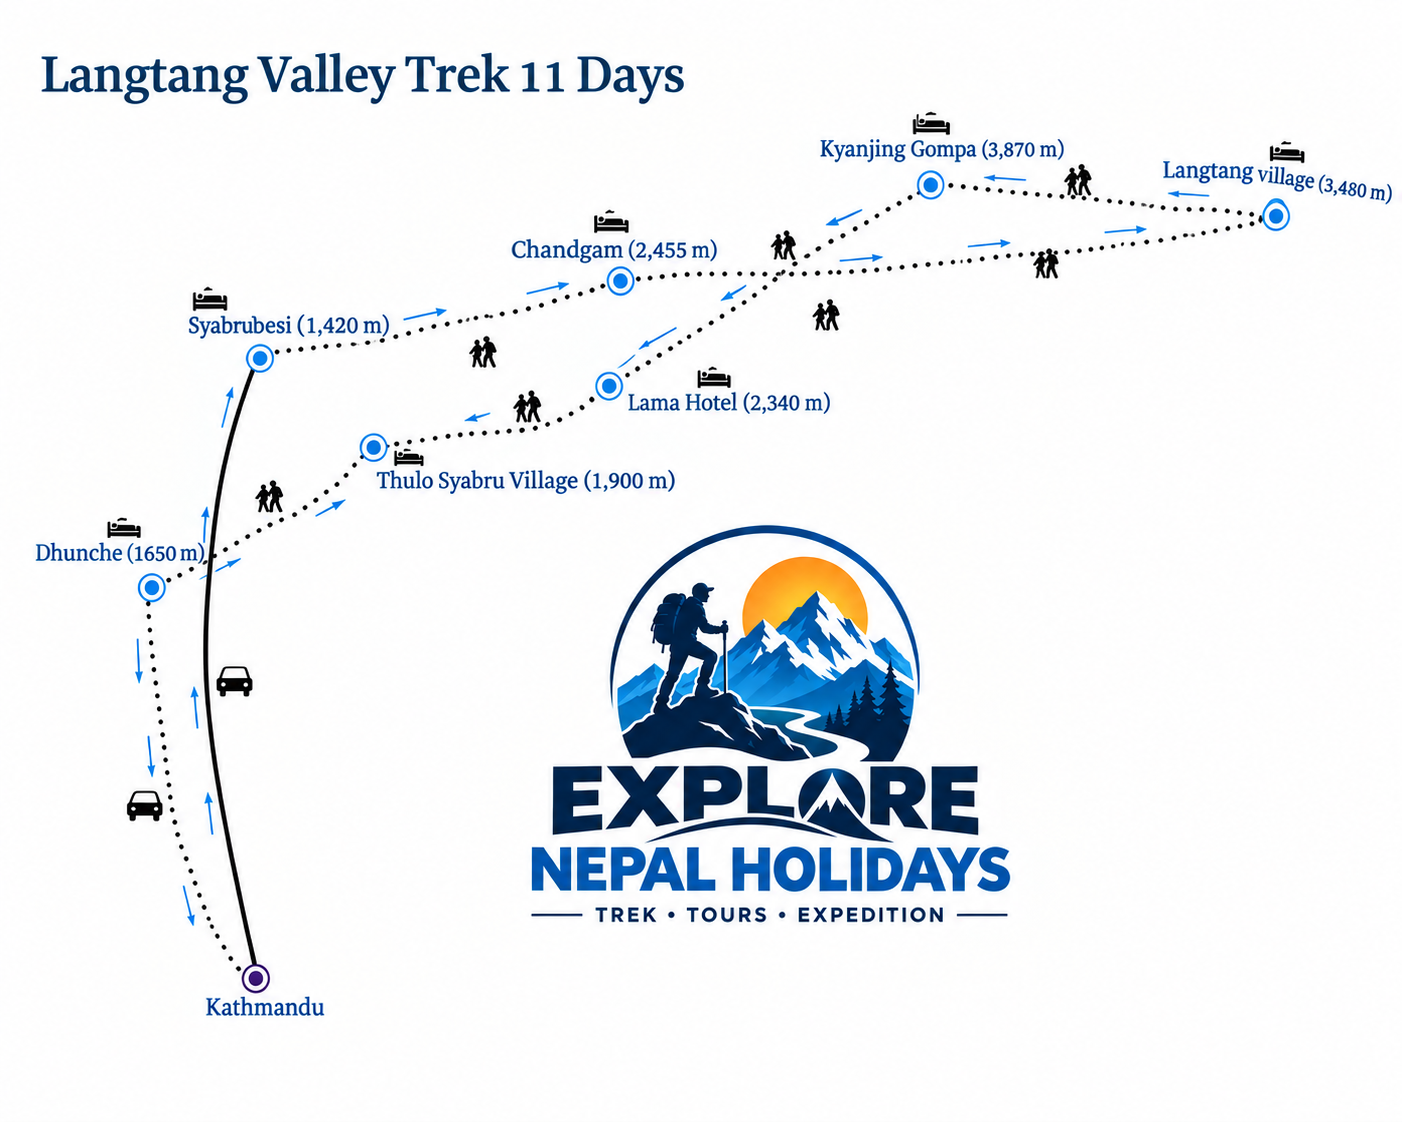 Langtang Valley Trek 11 Days
Kyanjing Gompa (3,870 m)
Langtang village (3,480 m)
Chandgam (2,455 m)
Syabrubesi (1,420 m)
Lama Hotel (2,340 m)
Thulo Syabru Village (1,900 m)
Dhunche (1650 m)
EXPLORE
NEPAL HOLIDAYS
TREK • TOURS • EXPEDITION
Kathmandu